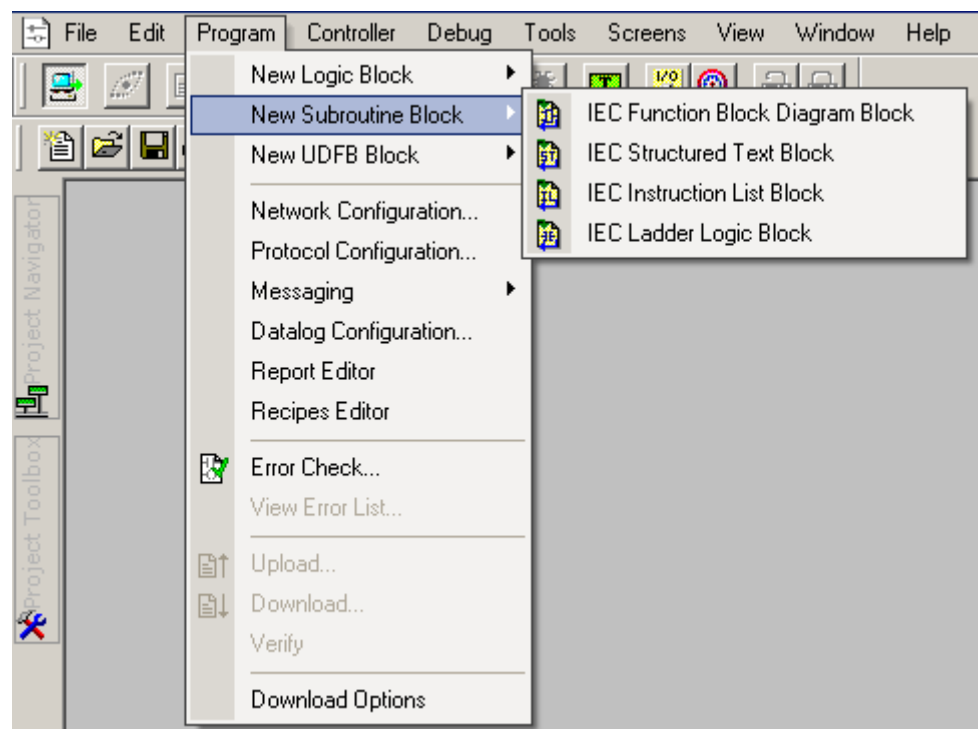 File Edit Program Controller Debug Tools Screens View Window Help
New Logic Block
New Subroutine Block
New UDFB Block
Network Configuration...
Protocol Configuration...
Messaging
Datalog Configuration...
Report Editor
Recipes Editor
Error Check...
View Error List...
Upload...
Download...
Verify
Download Options
IEC Function Block Diagram Block
IEC Structured Text Block
IEC Instruction List Block
IEC Ladder Logic Block
Project Navigator
Project Toolbox
T
I/O
ST
IL